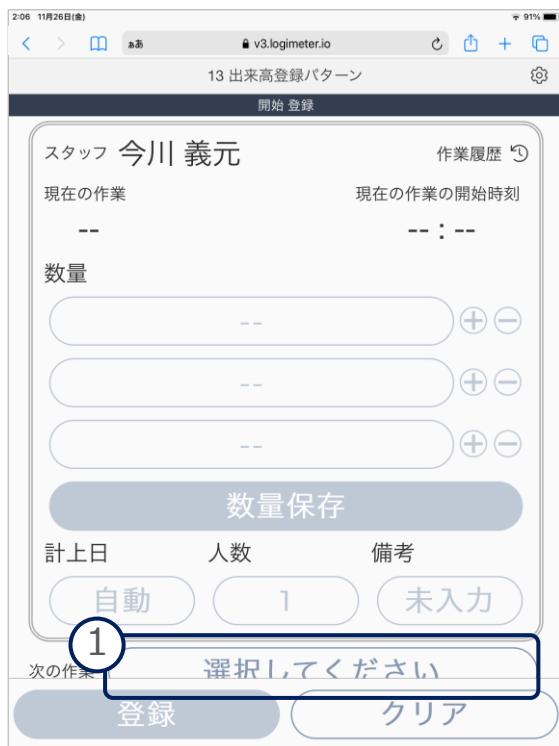 2:06 11月26日(金) 91%
ぁあ v3.logimeter.io
13 出来高登録パターン
開始 登録
スタッフ 今川 義元 作業履歴
現在の作業 現在の作業の開始時刻
-- -- : --
数量
--
--
--
数量保存
計上日 人数 備考
自動 1 未入力
1
次の作業 選択してください
登録 クリア